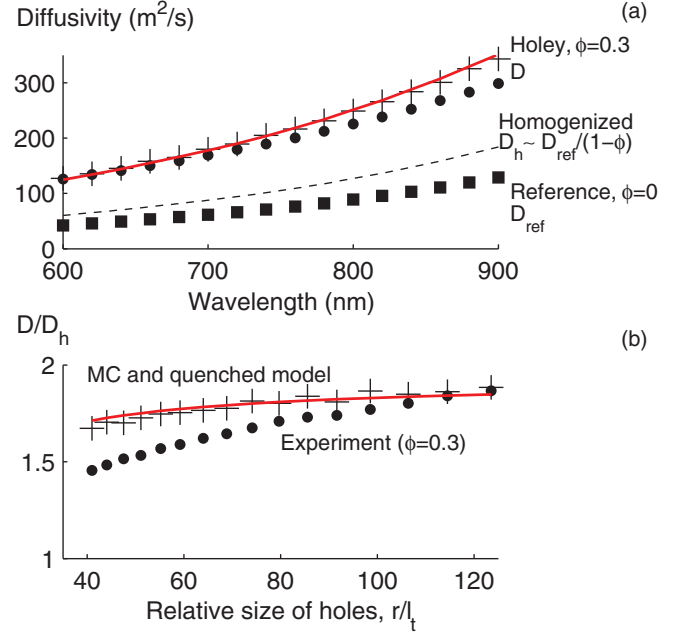 Diffusivity (m²/s)
(a)
300
200
100
0
Holey, ϕ=0.3
D
Homogenized
D_h ~ D_ref/(1−ϕ)
Reference, ϕ=0
D_ref
600
700
800
900
Wavelength (nm)
D/D_h
(b)
2
1.5
1
MC and quenched model
Experiment (ϕ=0.3)
40
60
80
100
120
Relative size of holes, r/l_t